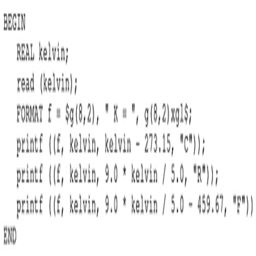 BEGIN
REAL kelvin;
read (kelvin);
FORMAT f = $g(8,2), " K = ", g(8,2)xgl$;
printf ((f, kelvin, kelvin - 273.15, "C"));
printf ((f, kelvin, 9.0 * kelvin / 5.0, "R"));
printf ((f, kelvin, 9.0 * kelvin / 5.0 - 459.67, "F"))
END